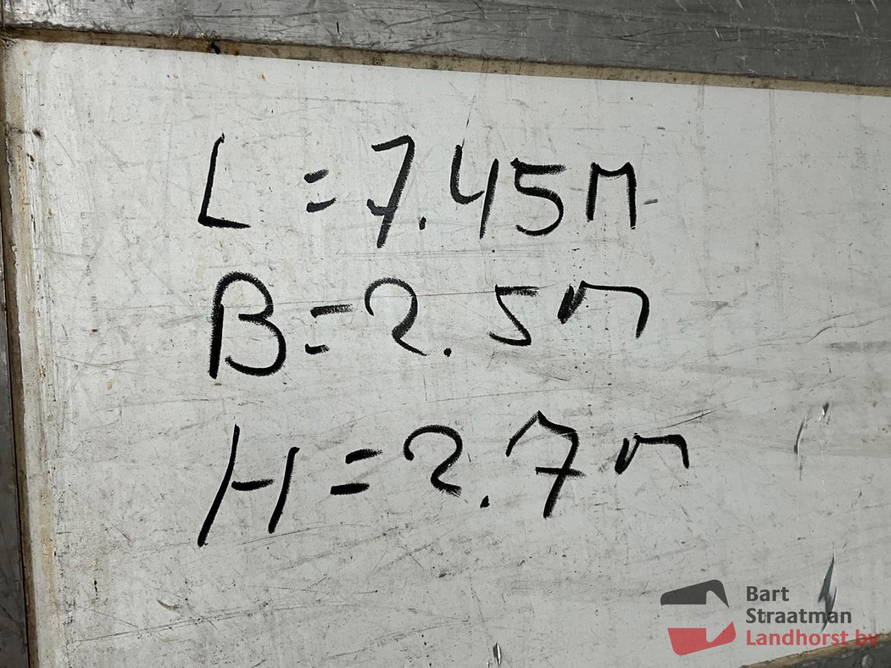 L = 7.45m
B = 2.5m
H = 2.7m
Bart
Straatman
Landhorst bv